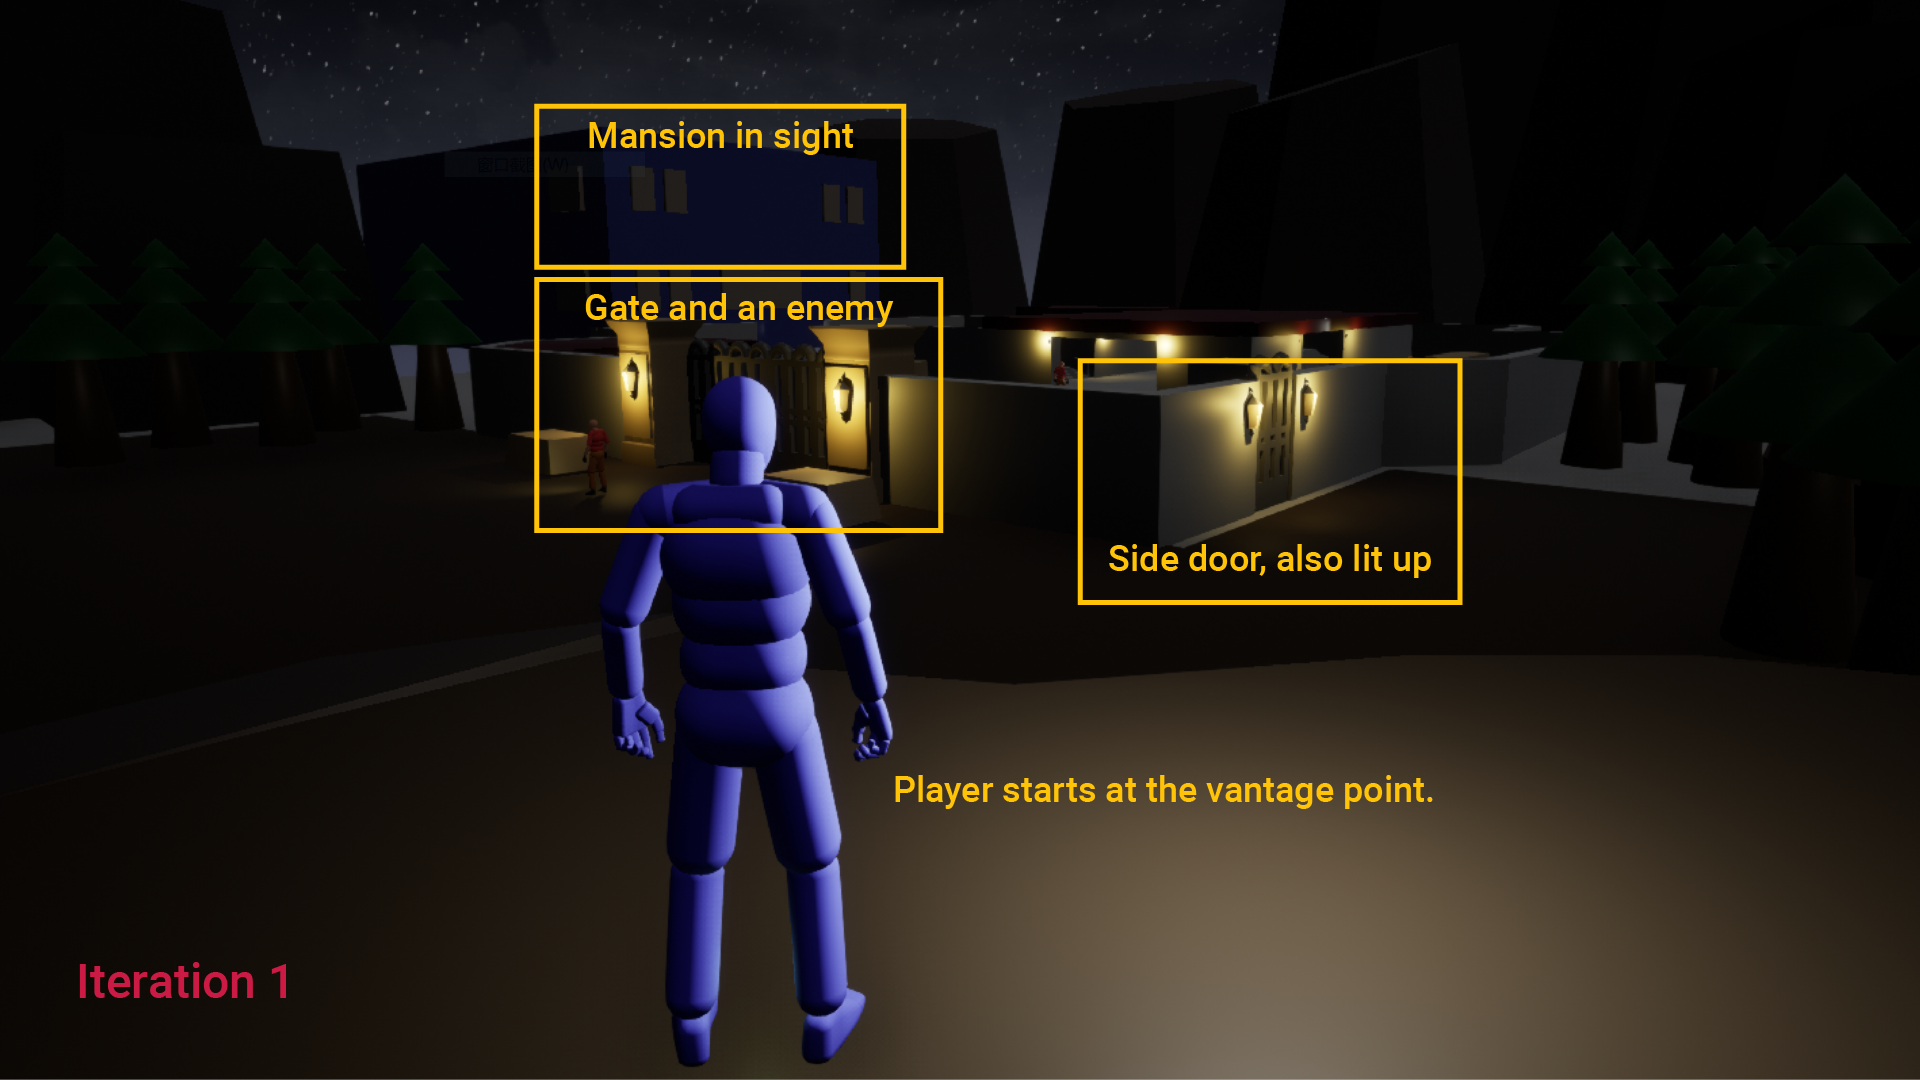 Mansion in sight
Gate and an enemy
Side door, also lit up
Player starts at the vantage point.
Iteration 1